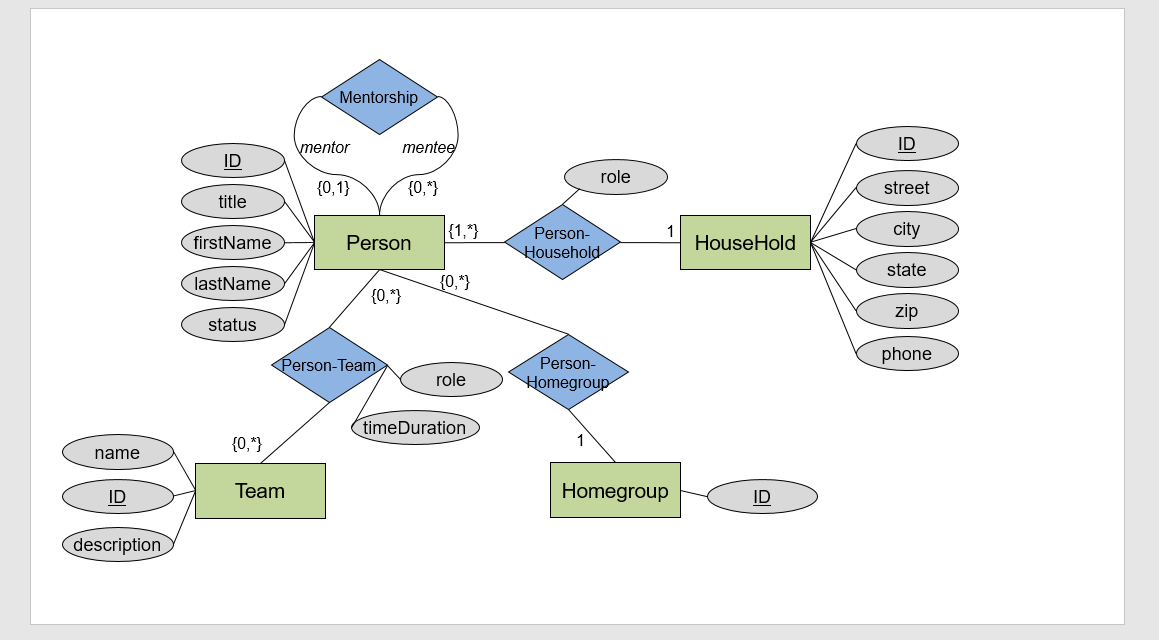 Mentorship
mentor
mentee
{0,1}
{0,*}
ID
title
firstName
lastName
status
Person
{1,*}
role
Person-
Household
1
HouseHold
ID
street
city
state
zip
phone
{0,*}
{0,*}
Person-Team
role
timeDuration
Person-
Homegroup
{0,*}
1
name
ID
description
Team
Homegroup
ID